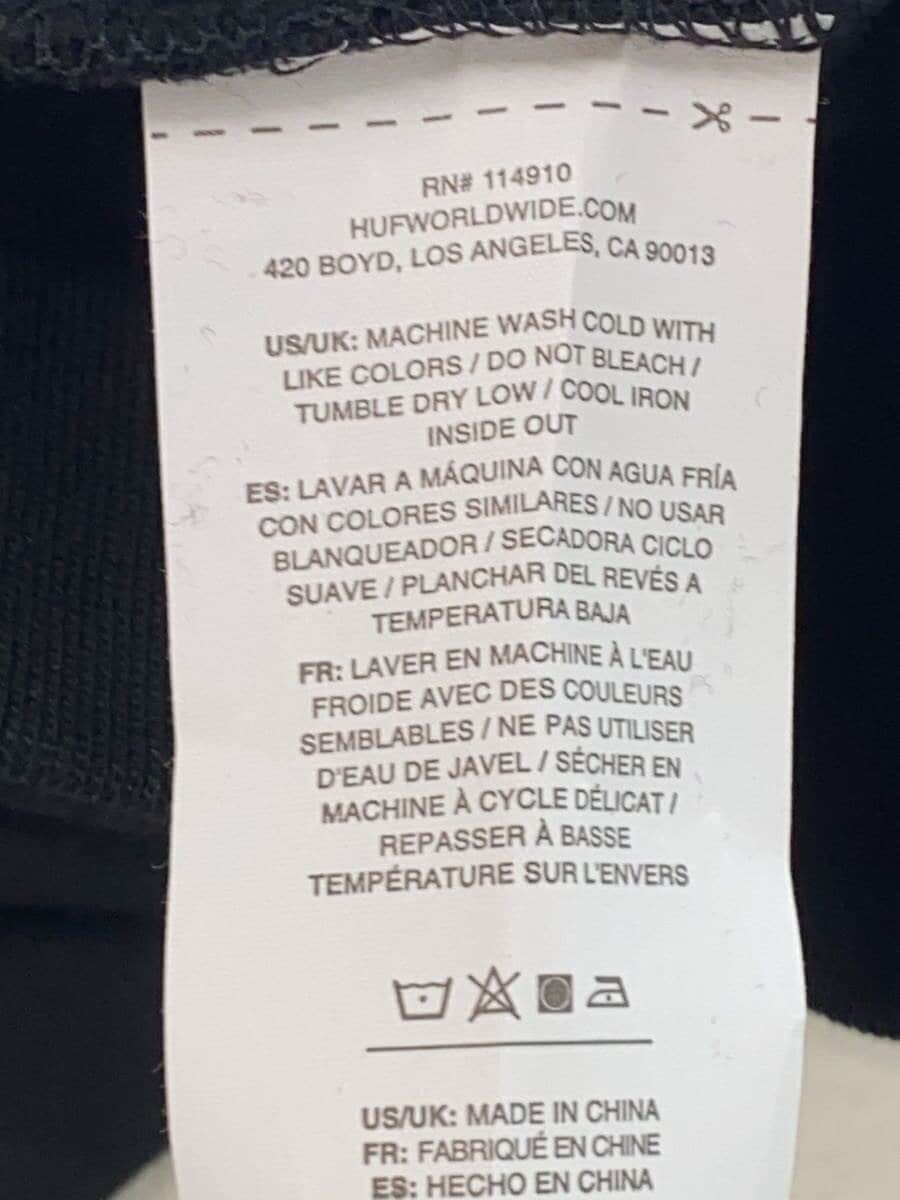 RN# 114910
HUFWORLDWIDE.COM
420 BOYD, LOS ANGELES, CA 90013
US/UK: MACHINE WASH COLD WITH
LIKE COLORS / DO NOT BLEACH /
TUMBLE DRY LOW / COOL IRON
INSIDE OUT
ES: LAVAR A MÁQUINA CON AGUA FRÍA
CON COLORES SIMILARES / NO USAR
BLANQUEADOR / SECADORA CICLO
SUAVE / PLANCHAR DEL REVÉS A
TEMPERATURA BAJA
FR: LAVER EN MACHINE À L'EAU
FROIDE AVEC DES COULEURS
SEMBLABLES / NE PAS UTILISER
D'EAU DE JAVEL / SÉCHER EN
MACHINE À CYCLE DÉLICAT /
REPASSER À BASSE
TEMPÉRATURE SUR L'ENVERS
US/UK: MADE IN CHINA
FR: FABRIQUÉ EN CHINE
ES: HECHO EN CHINA